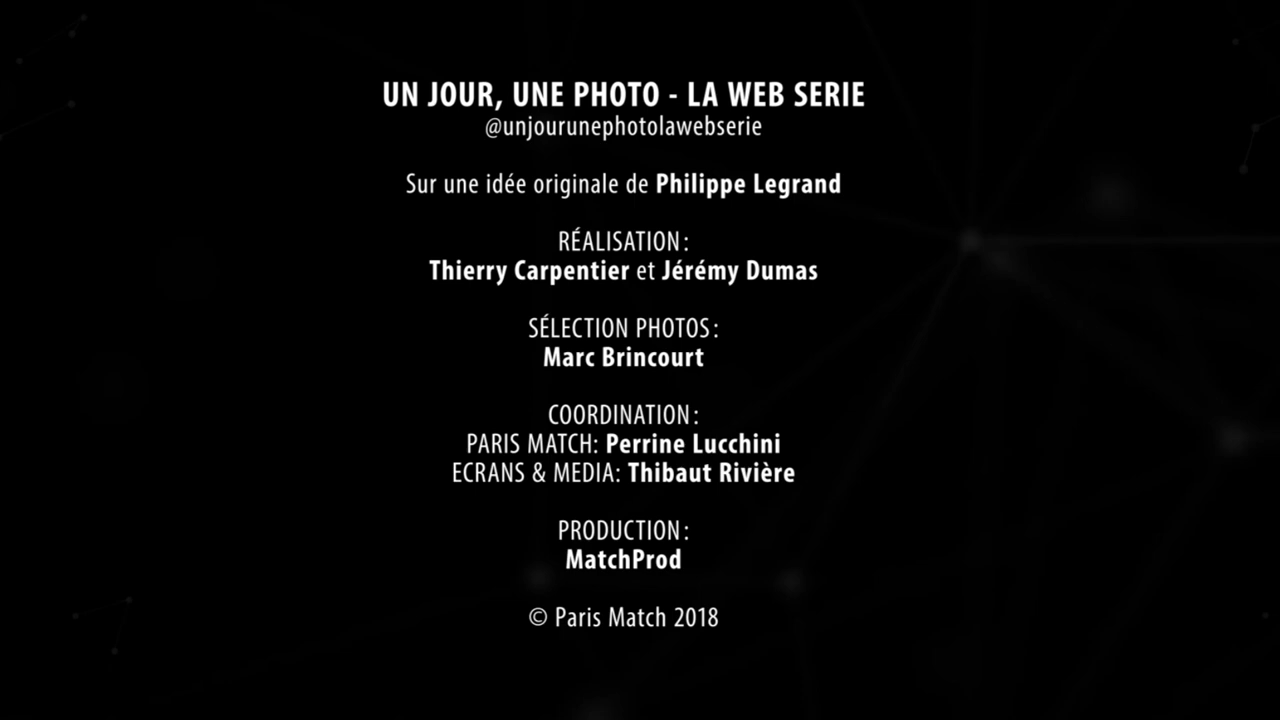 UN JOUR, UNE PHOTO - LA WEB SERIE
@unjourunephotolawebserie
Sur une idée originale de Philippe Legrand
RÉALISATION :
Thierry Carpentier et Jérémy Dumas
SÉLECTION PHOTOS :
Marc Brincourt
COORDINATION :
PARIS MATCH: Perrine Lucchini
ECRANS & MEDIA: Thibaut Rivière
PRODUCTION :
MatchProd
© Paris Match 2018